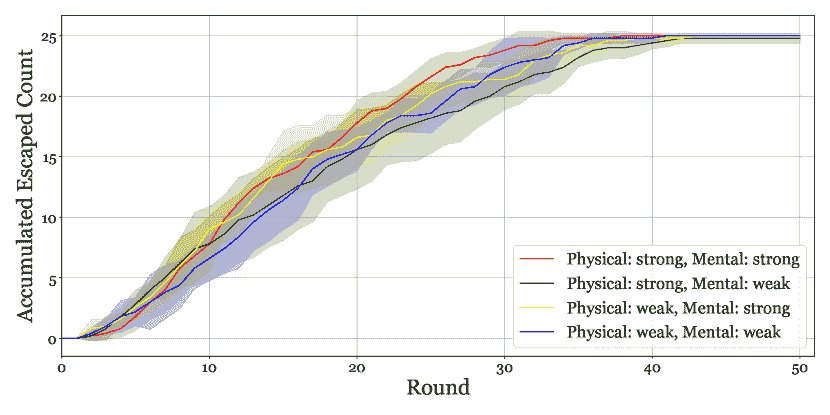 25
20
15
10
5
0
Accumulated Escaped Count
Physical: strong, Mental: strong
Physical: strong, Mental: weak
Physical: weak, Mental: strong
Physical: weak, Mental: weak
0 10 20 30 40 50
Round